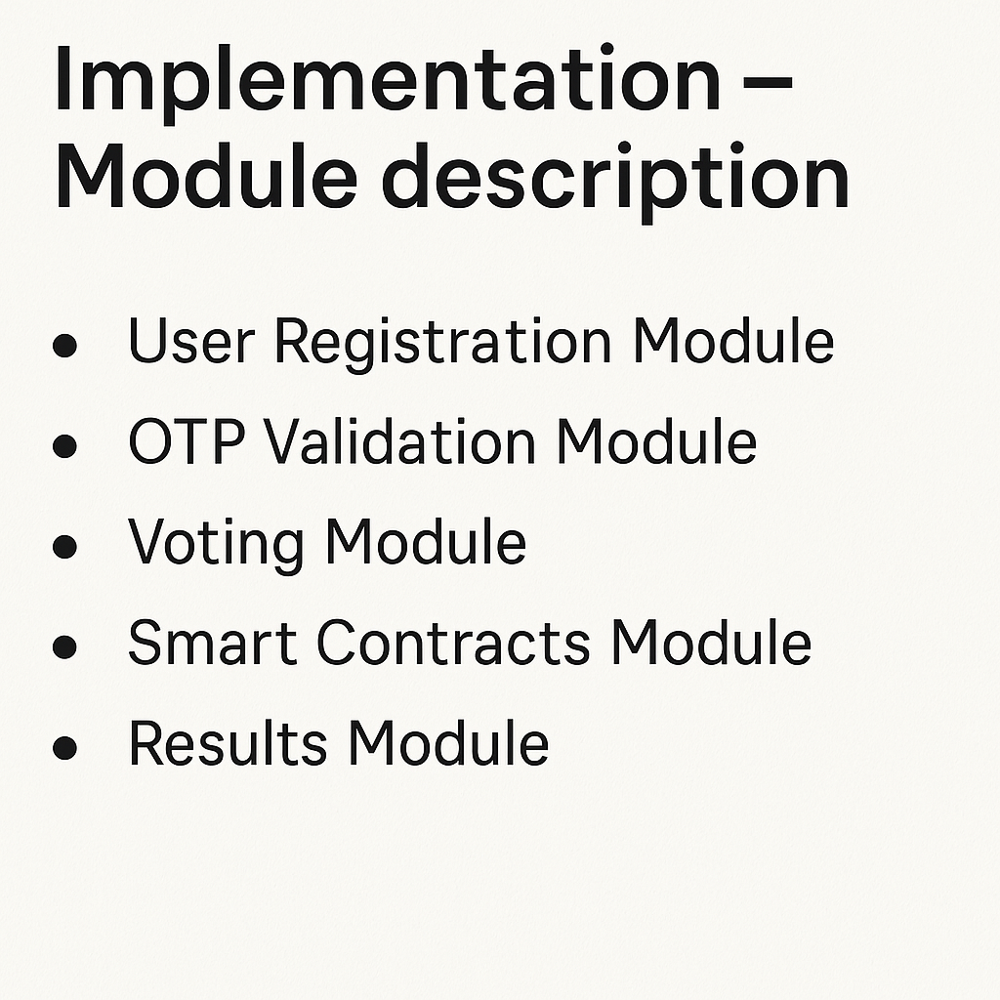 Implementation –
Module description
• User Registration Module
• OTP Validation Module
• Voting Module
• Smart Contracts Module
• Results Module